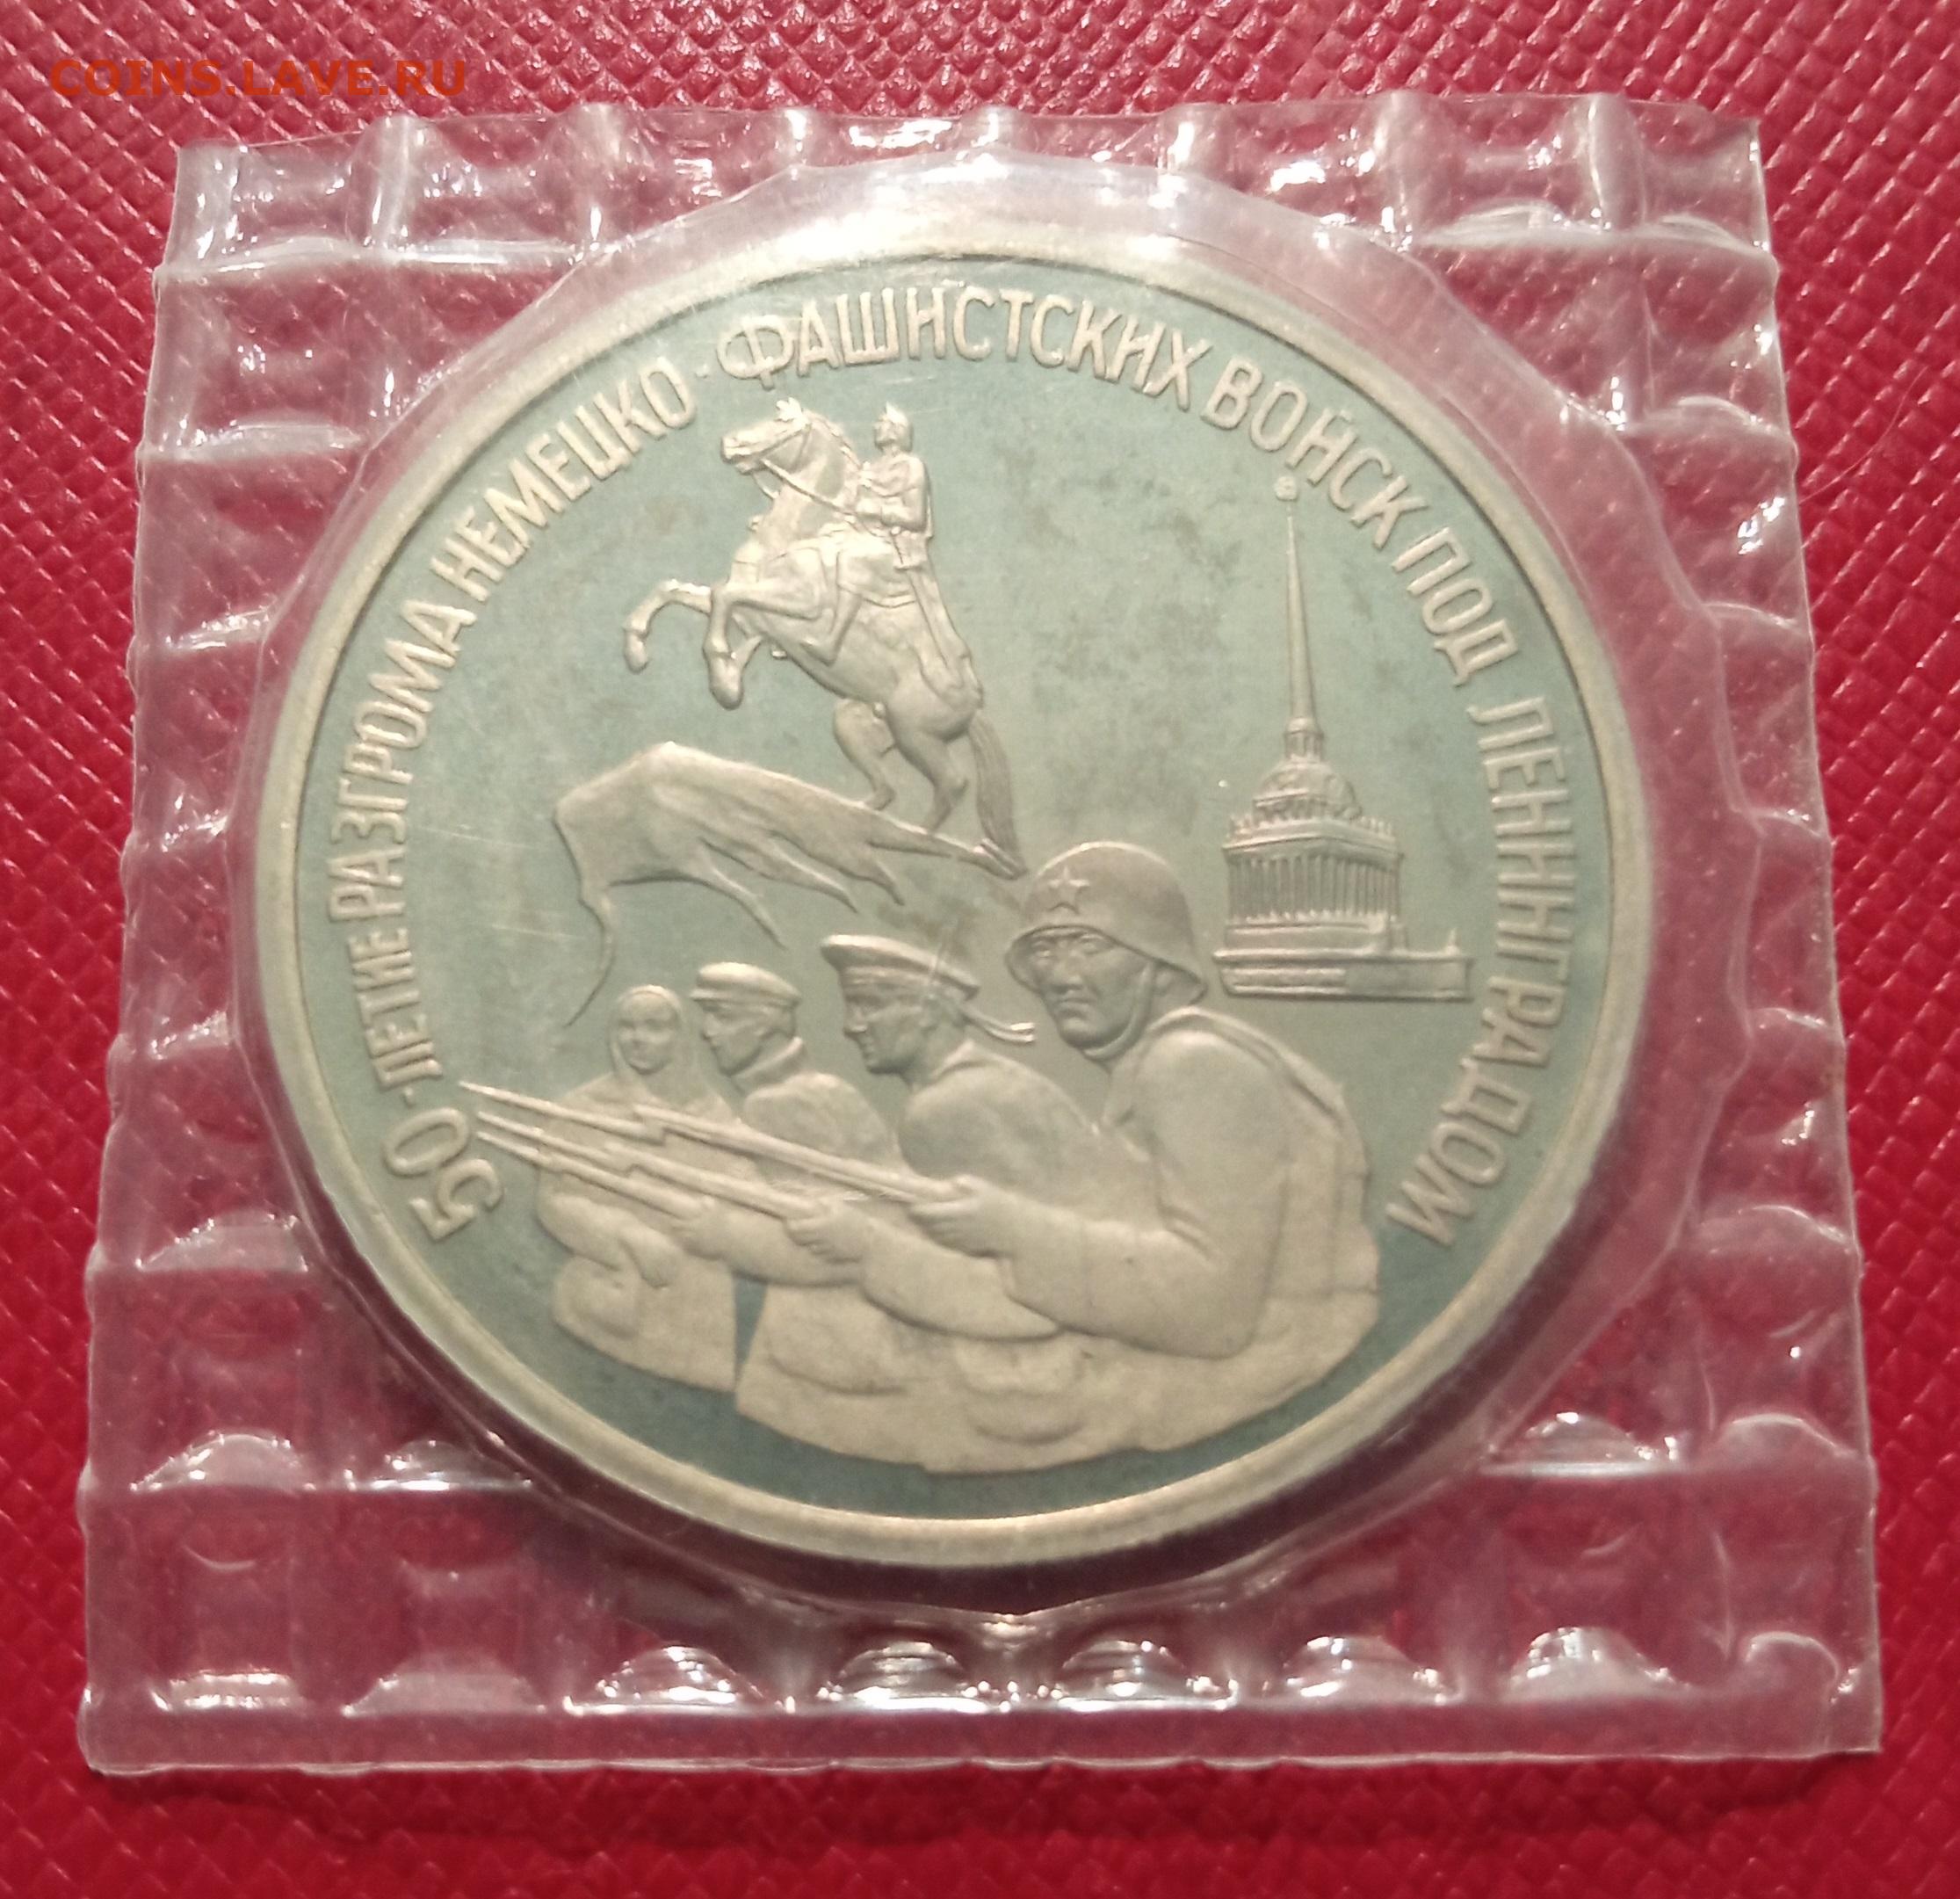 COINS.LAVE.RU
50-ЛЕТИЕ РАЗГРОМА НЕМЕЦКО-ФАШИСТСКИХ ВОЙСК ПОД ЛЕНИНГРАДОМ